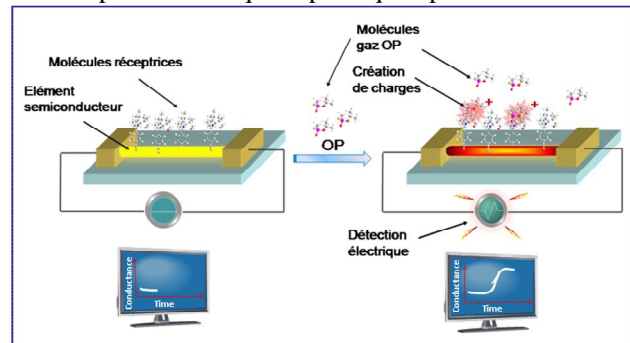 Molécules
gaz OP
Molécules réceptrices
Elément
semiconducteur
Création
de charges
+
+
OP
Détection
électrique
Conductance
Time
Conductance
Time